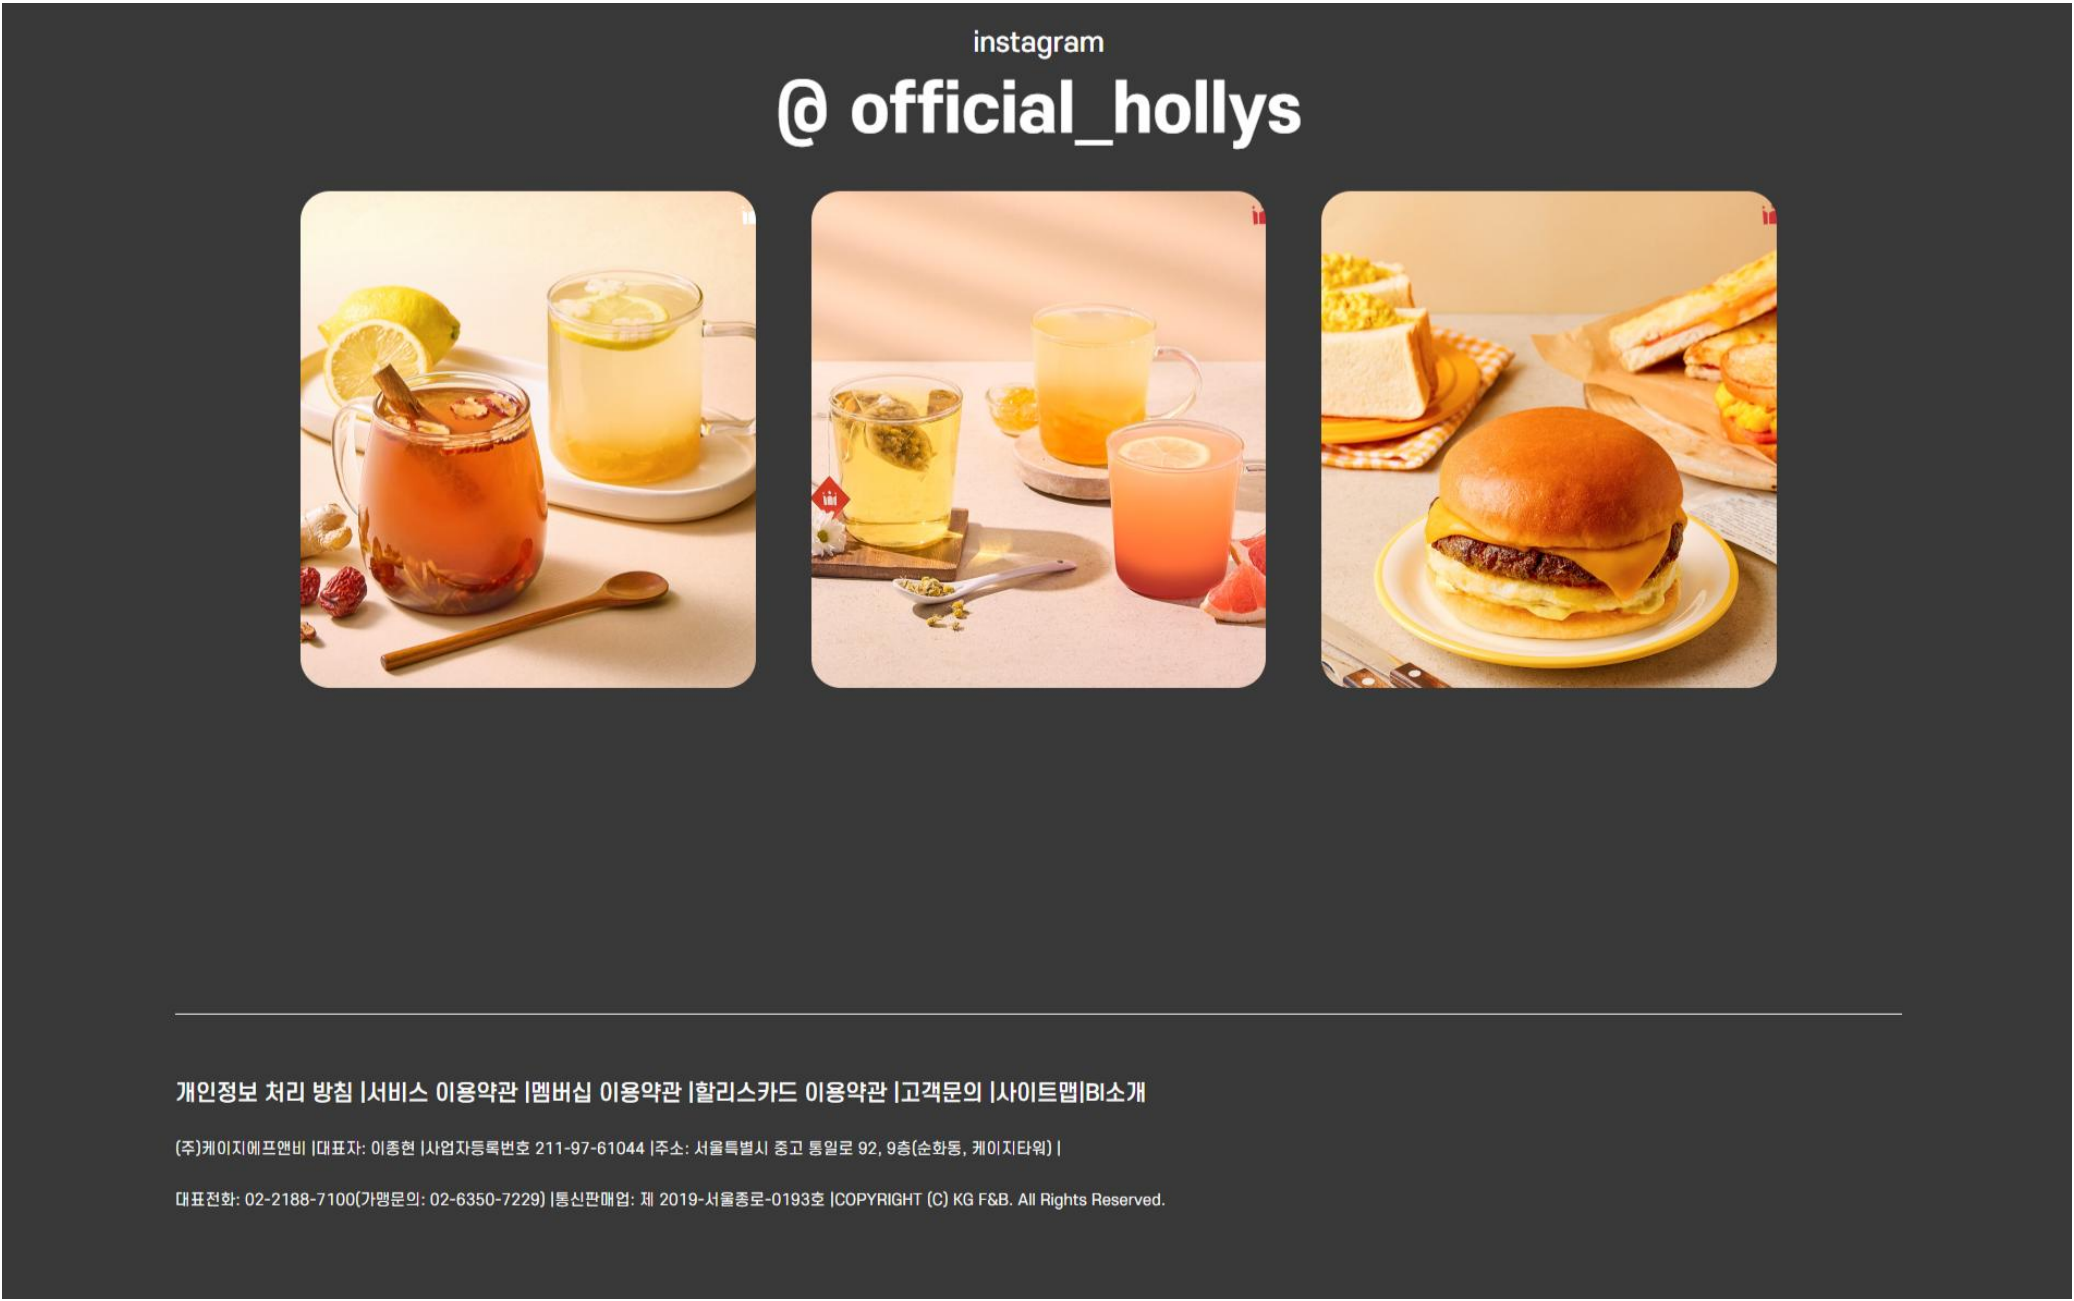 instagram
@ official_hollys
개인정보 처리 방침 |서비스 이용약관 |멤버십 이용약관 |할리스카드 이용약관 |고객문의 |사이트맵|BI소개
(주)케이지에프앤비 |대표자: 이종현 |사업자등록번호 211-97-61044 |주소: 서울특별시 중고 통일로 92, 9층(순화동, 케이지타워) |
대표전화: 02-2188-7100(가맹문의: 02-6350-7229) |통신판매업: 제 2019-서울종로-0193호 |COPYRIGHT (C) KG F&B. All Rights Reserved.